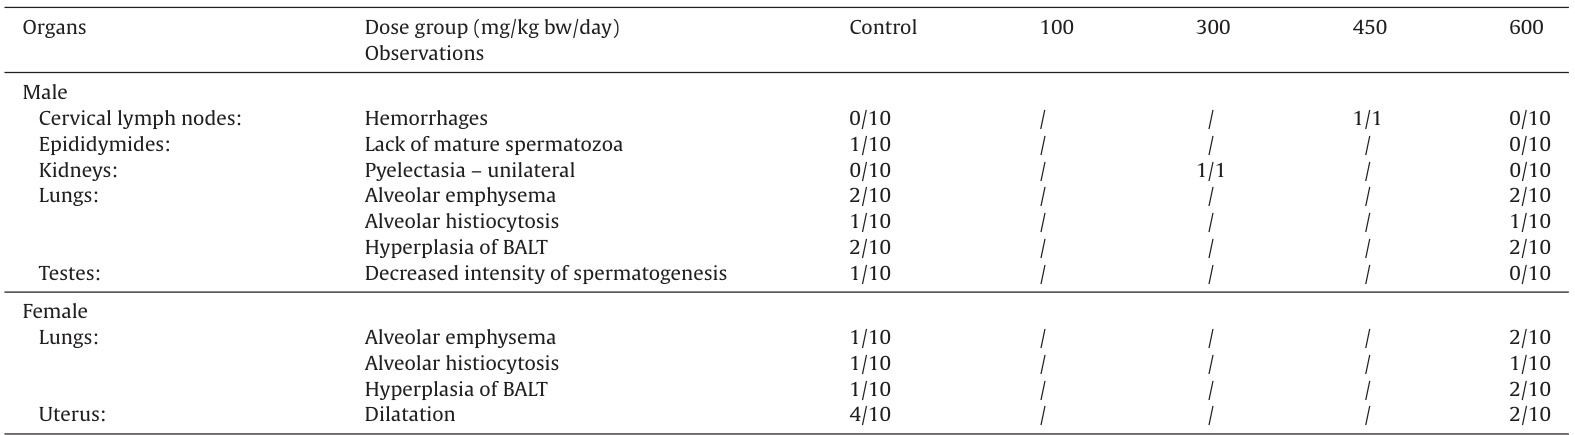 Organs Dose group (mg/kg bw/day) Control 100 300 450 600
Observations
Male
Cervical lymph nodes: Hemorrhages 0/10 / / 1/1 0/10
Epididymides: Lack of mature spermatozoa 1/10 / / / 0/10
Kidneys: Pyelectasia – unilateral 0/10 / 1/1 / 0/10
Lungs: Alveolar emphysema 2/10 / / / 2/10
Alveolar histiocytosis 1/10 / / / 1/10
Hyperplasia of BALT 2/10 / / / 2/10
Testes: Decreased intensity of spermatogenesis 1/10 / / / 0/10
Female
Lungs: Alveolar emphysema 1/10 / / / 2/10
Alveolar histiocytosis 1/10 / / / 1/10
Hyperplasia of BALT 1/10 / / / 2/10
Uterus: Dilatation 4/10 / / / 2/10